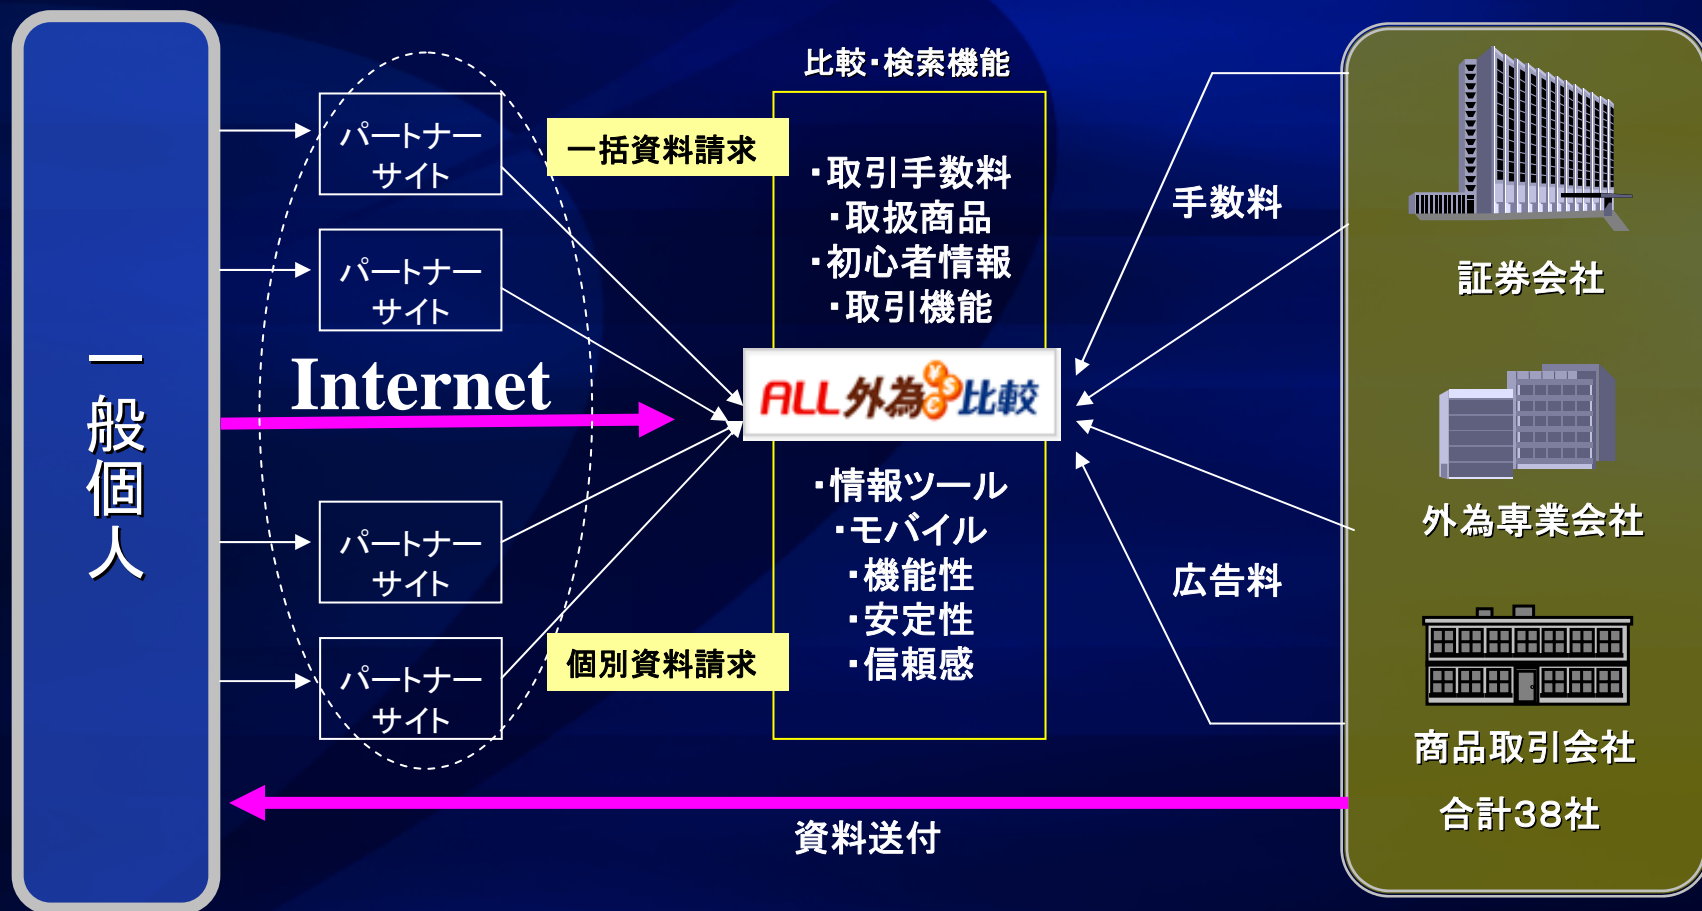 一般個人
パートナー
サイト
パートナー
サイト
Internet
パートナー
サイト
パートナー
サイト
一括資料請求
個別資料請求
比較・検索機能
・取引手数料
・取扱商品
・初心者情報
・取引機能
ALL外為比較
・情報ツール
・モバイル
・機能性
・安定性
・信頼感
手数料
広告料
資料送付
証券会社
外為専業会社
商品取引会社
合計38社